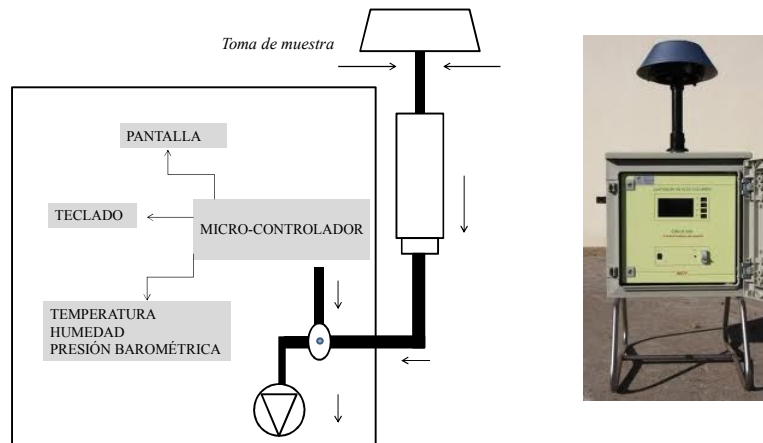 Toma de muestra
PANTALLA
TECLADO
MICRO-CONTROLADOR
TEMPERATURA
HUMEDAD
PRESIÓN BAROMÉTRICA